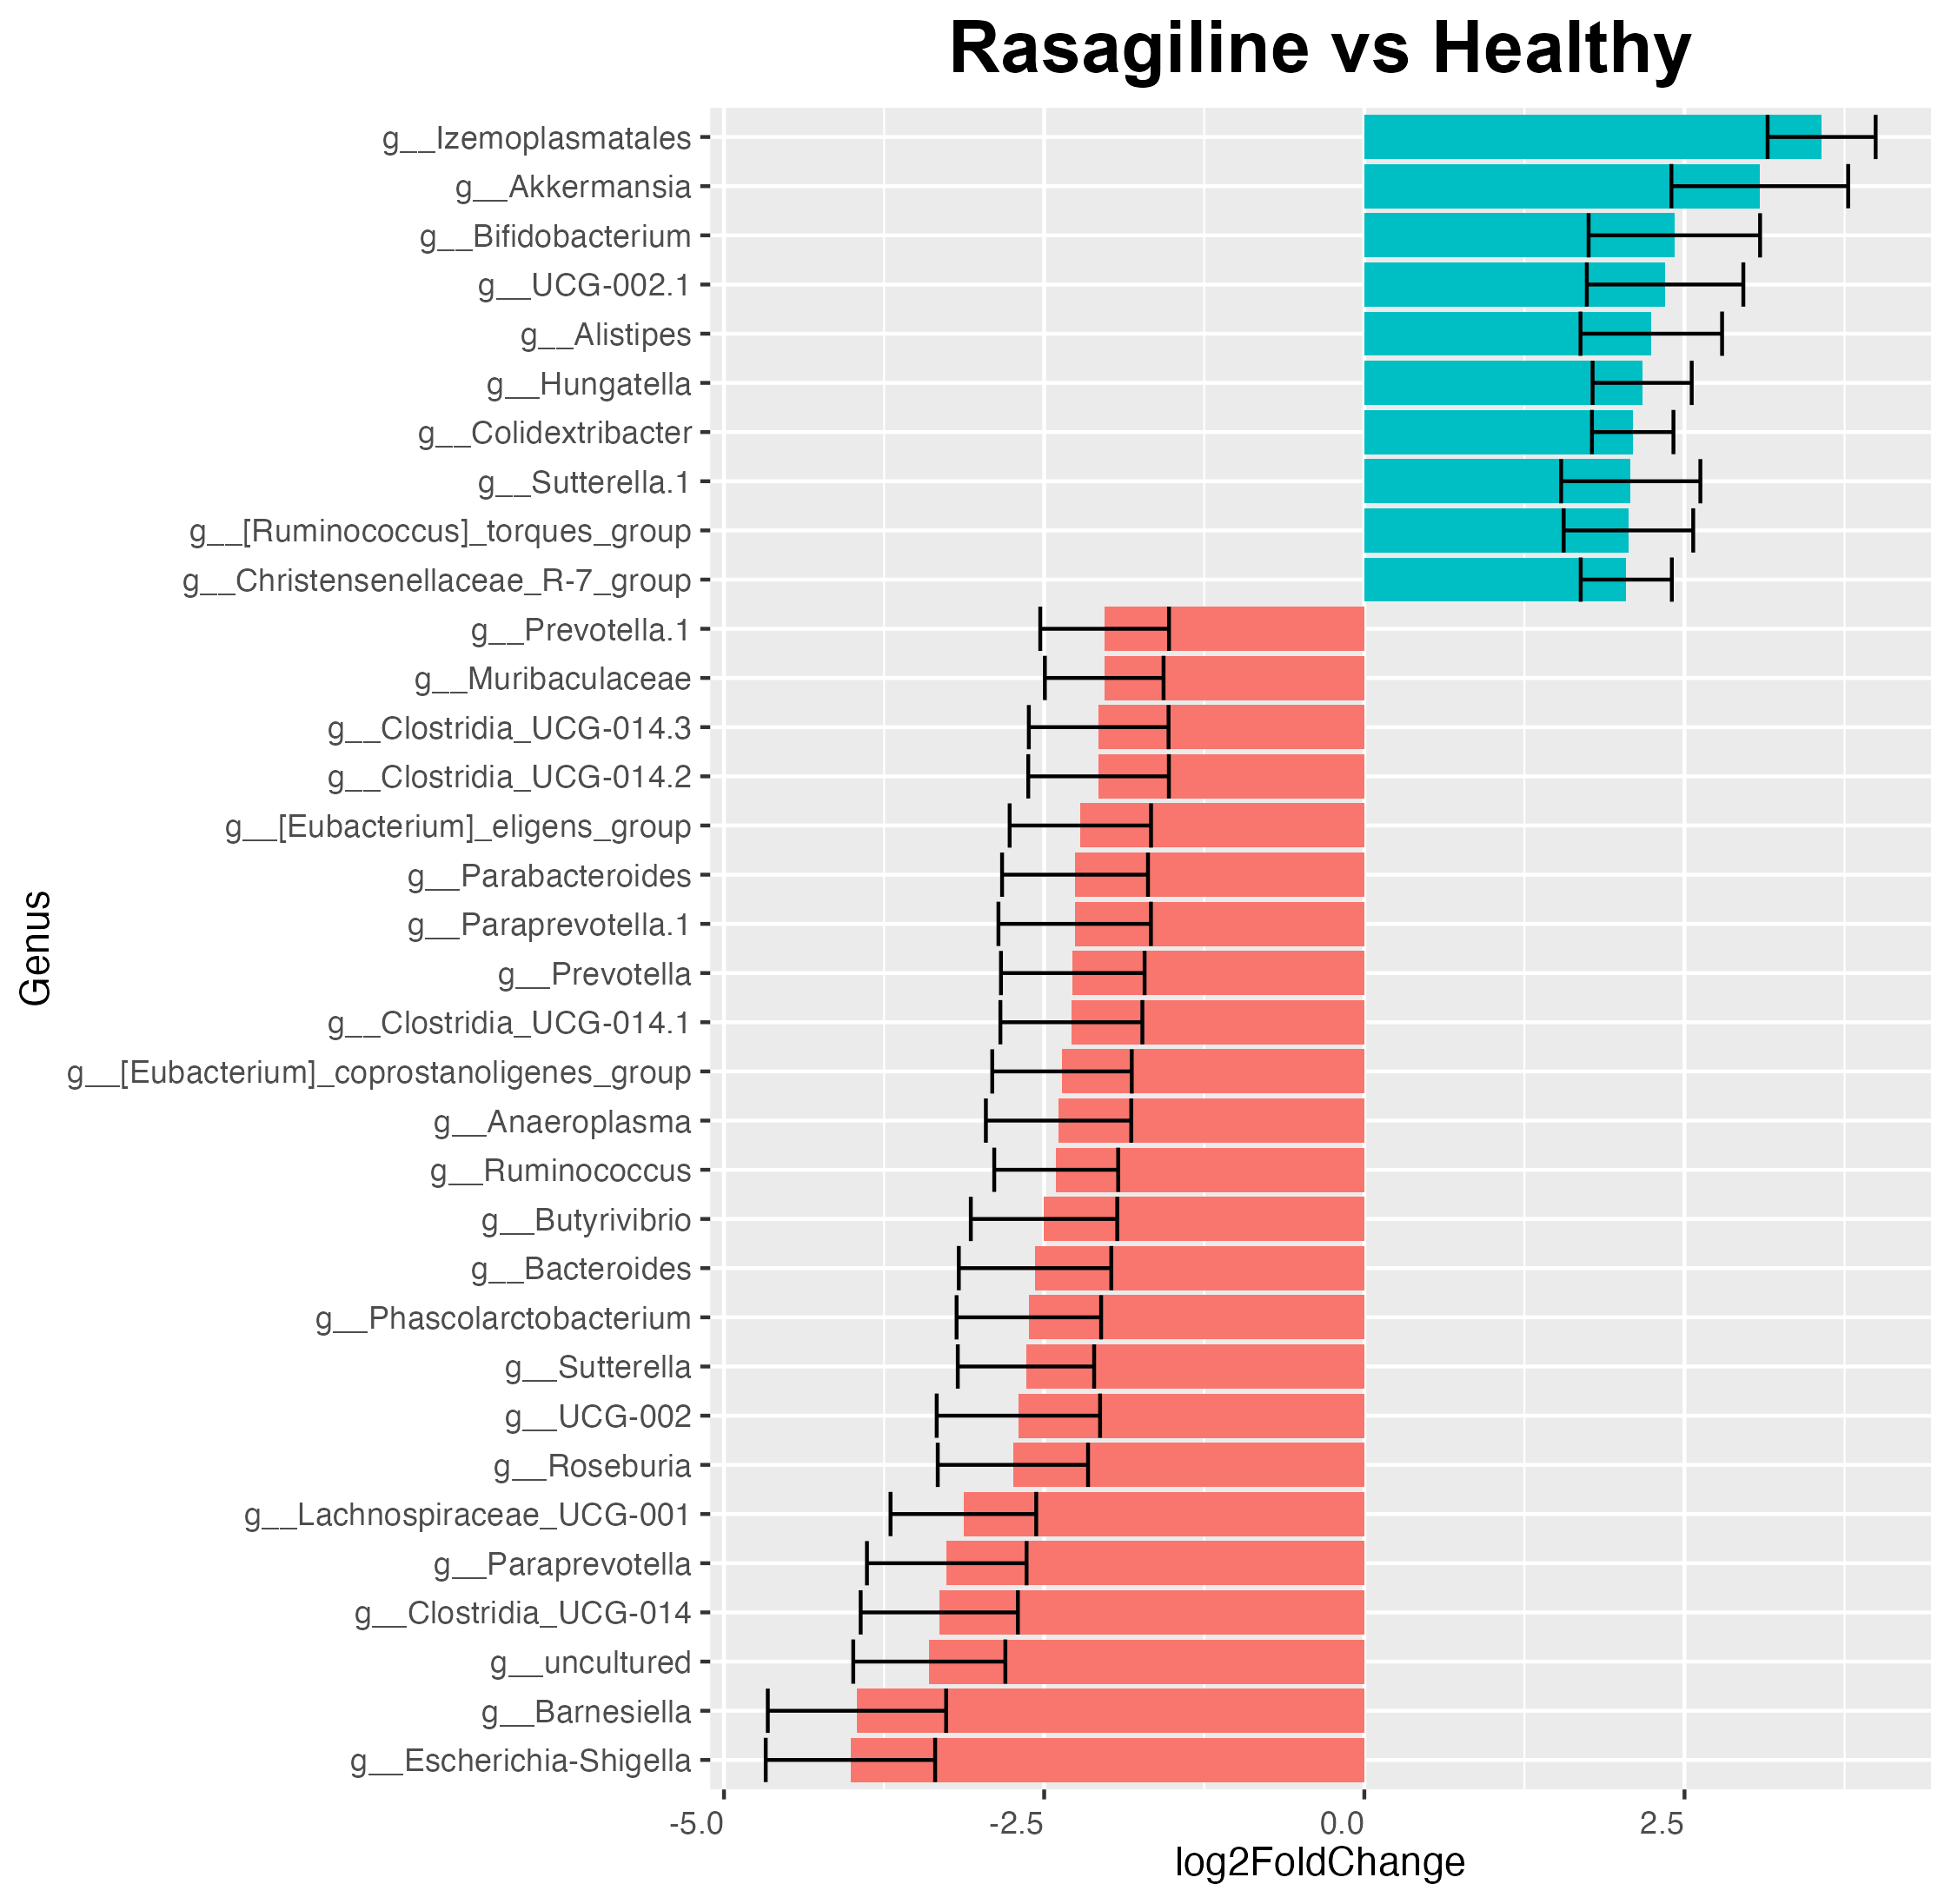 Rasagiline vs Healthy
g__Izemoplasmatales
g__Akkermansia
g__Bifidobacterium
g__UCG-002.1
g__Alistipes
g__Hungatella
g__Colidextribacter
g__Sutterella.1
g__[Ruminococcus]_torques_group
g__Christensenellaceae_R-7_group
g__Prevotella.1
g__Muribaculaceae
g__Clostridia_UCG-014.3
g__Clostridia_UCG-014.2
g__[Eubacterium]_eligens_group
g__Parabacteroides
g__Paraprevotella.1
g__Prevotella
g__Clostridia_UCG-014.1
g__[Eubacterium]_coprostanoligenes_group
g__Anaeroplasma
g__Ruminococcus
g__Butyrivibrio
g__Bacteroides
g__Phascolarctobacterium
g__Sutterella
g__UCG-002
g__Roseburia
g__Lachnospiraceae_UCG-001
g__Paraprevotella
g__Clostridia_UCG-014
g__uncultured
g__Barnesiella
g__Escherichia-Shigella
Genus
-5.0 -2.5 0.0 2.5
log2FoldChange